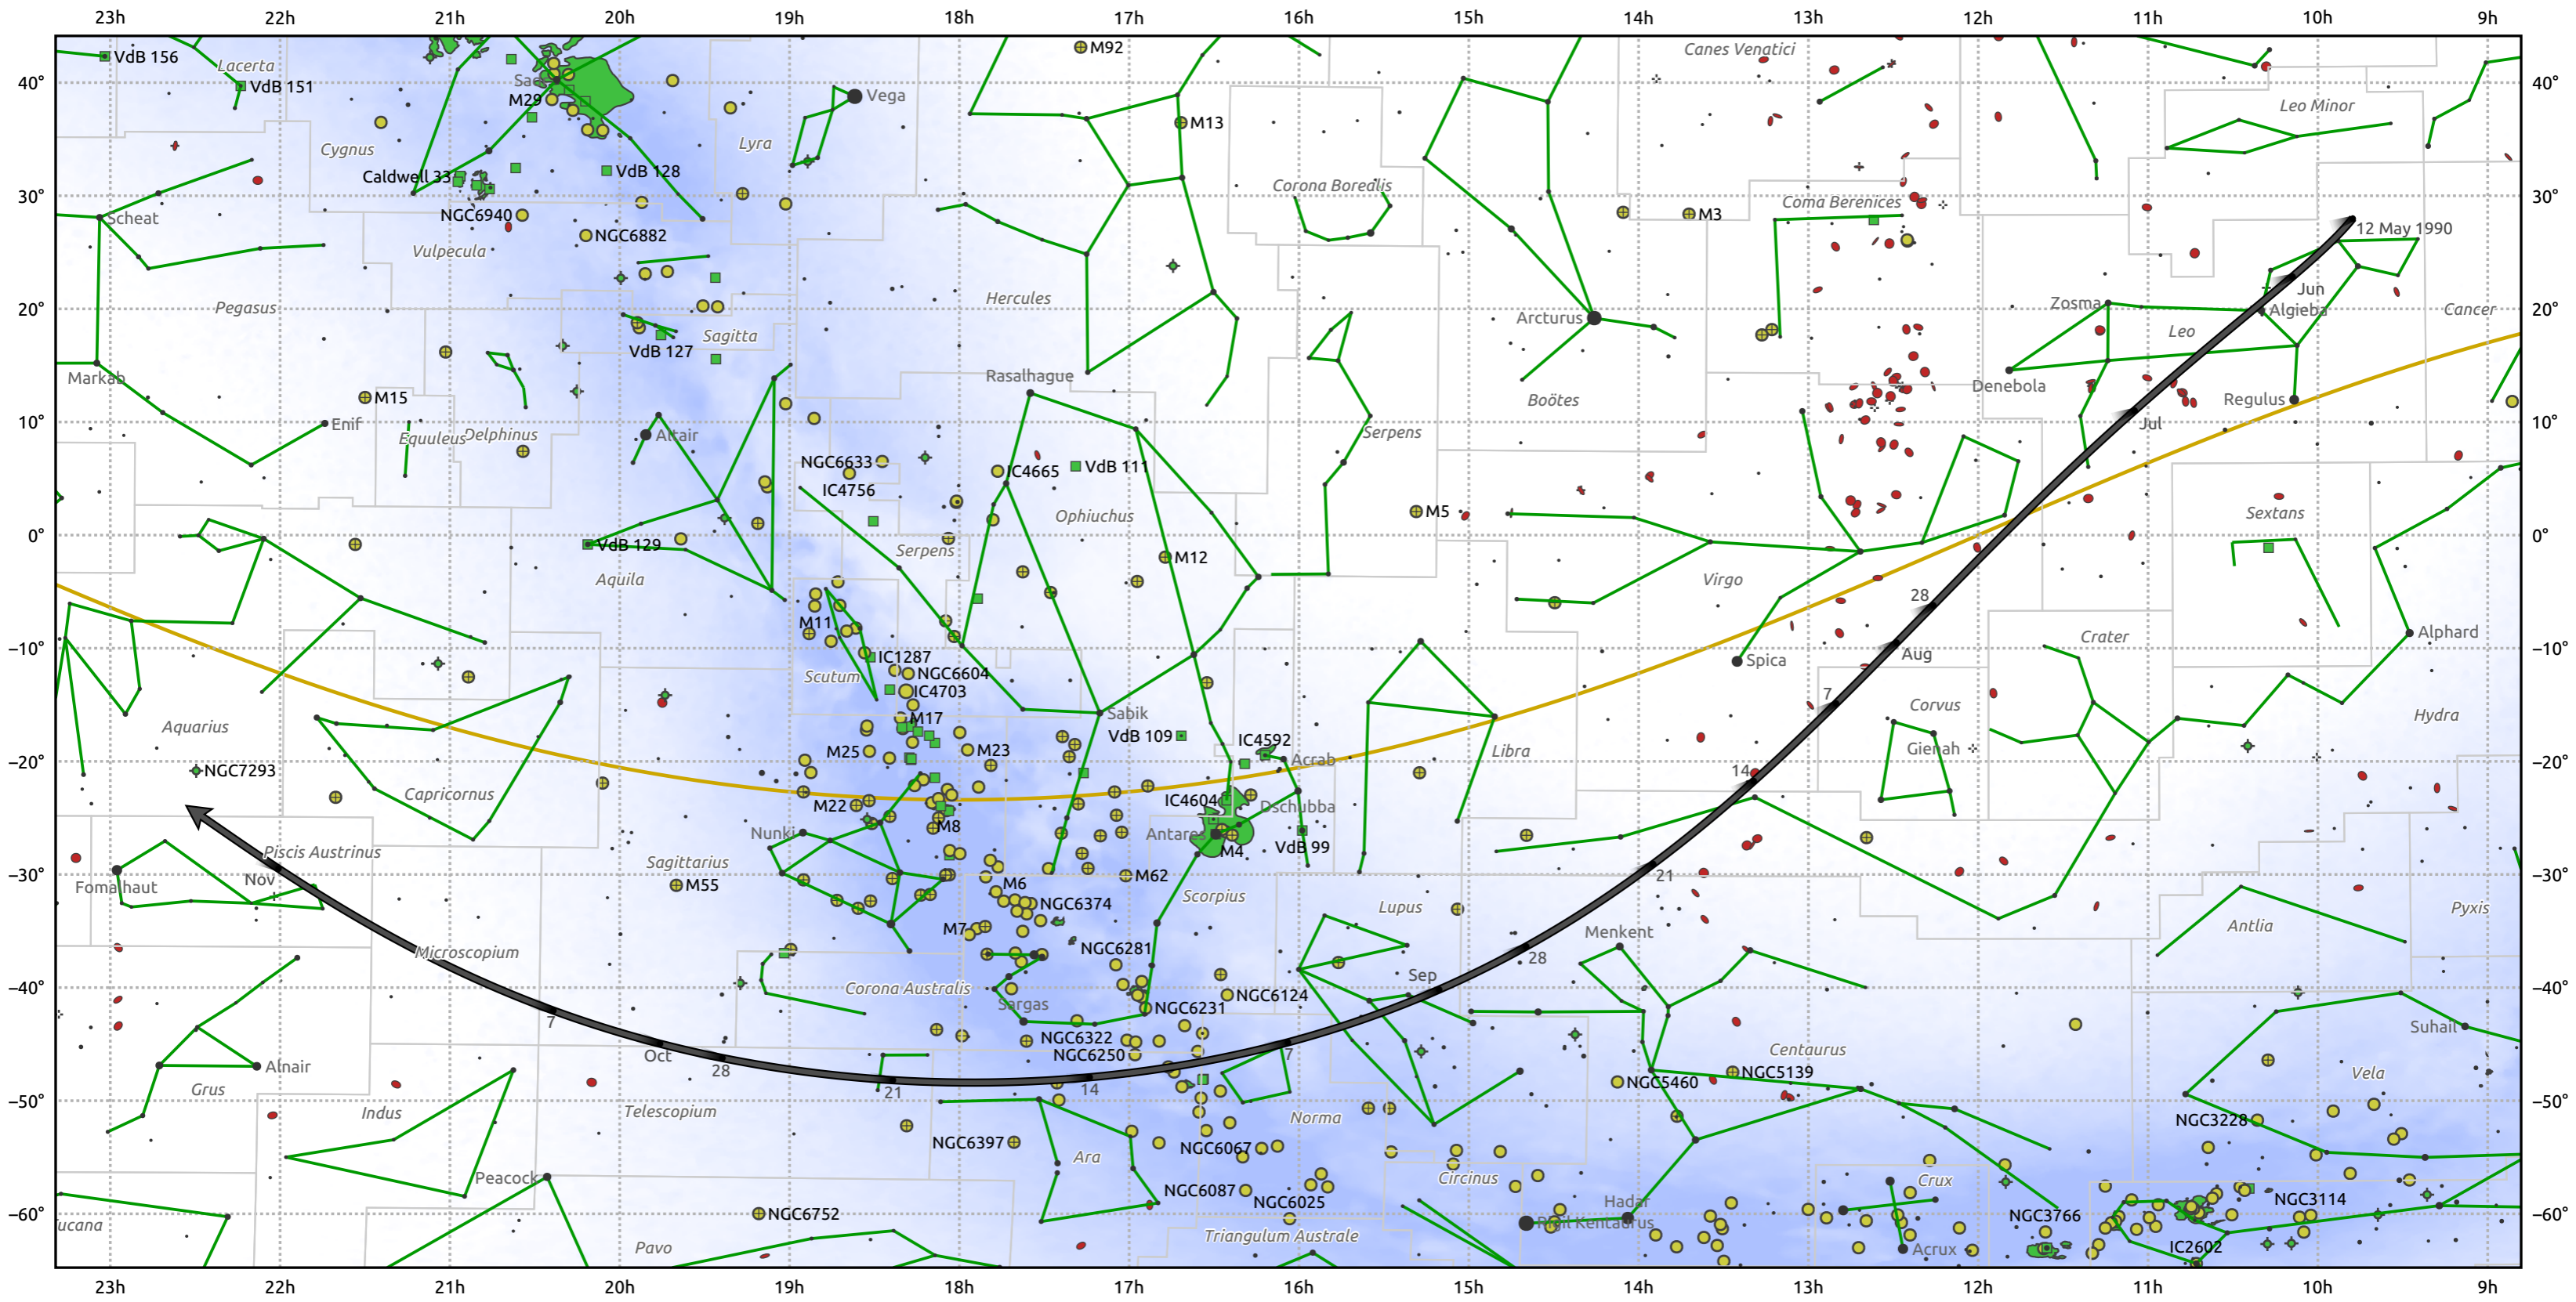 23h 22h 21h 20h 19h 18h 17h 16h 15h 14h 13h 12h 11h 10h 9h
M92
Canes Venatici
VdB 156
Lacerta
40° 40°
VdB 151
M29
Vega
Leo Minor
M13
Cygnus
Lyra
Caldwell 33
VdB 128
30° 30°
Corona Borealis
Coma Berenices
M3
Scheat
NGC6940
NGC6882
12 May 1990
Vulpecula
Pegasus
Hercules
Jun
20° 20°
Zosma
Algieba
Cancer
Arcturus
Sagitta
Leo
VdB 127
Markab
Rasalhague
Denebola
M15
Boötes
Regulus
10° 10°
Enif
Equuleus
Delphinus
Altair
Serpens
Jul
NGC6633
IC4665
VdB 111
IC4756
M5
Ophiuchus
Sextans
0° 0°
VdB 129
Serpens
M12
Aquila
Virgo
28
M11
Alphard
Crater
−10° −10°
IC1287
Aug
Spica
NGC6604
Scutum
IC4703
7
Sabik
M17
Corvus
Hydra
Aquarius
VdB 109
IC4592
M25
M23
Libra
Gienah
−20° −20°
Acrab
NGC7293
14
Capricornus
M22
IC4604
Dschubba
M8
Nunki
Antares
M4
VdB 99
Piscis Austrinus
Sagittarius
−30° −30°
Nov
Fomalhaut
M55
M62
21
M6
Scorpius
NGC6374
Lupus
Pyxis
M7
Menkent
Antlia
NGC6281
Microscopium
28
Sep
−40° −40°
Corona Australis
NGC6124
Sargas
NGC6231
7
Suhail
NGC6322
Centaurus
Oct
NGC6250
7
Alnair
28
NGC5139
Vela
Grus
21
14
NGC5460
−50° −50°
Indus
Telescopium
Norma
NGC3228
NGC6397
NGC6067
Ara
Peacock
Circinus
Crux
NGC6087
NGC6025
Hadar
NGC3114
−60° −60°
NGC6752
Rigil Kentaurus
NGC3766
ucana
Triangulum Australe
Pavo
Acrux
IC2602
23h 22h 21h 20h 19h 18h 17h 16h 15h 14h 13h 12h 11h 10h 9h